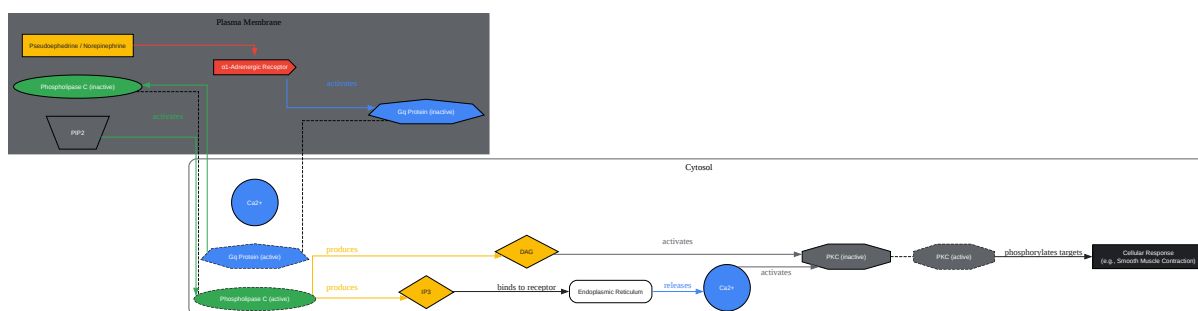 Plasma Membrane
Pseudoephedrine / Norepinephrine
α1-Adrenergic Receptor
Phospholipase C (inactive)
activates
Gq Protein (inactive)
activates
PIP2
Cytosol
Ca2+
Gq Protein (active)
produces
DAG
activates
PKC (inactive)
PKC (active)
phosphorylates targets
Cellular Response
(e.g., Smooth Muscle Contraction)
activates
Phospholipase C (active)
produces
IP3
binds to receptor
Endoplasmic Reticulum
releases
Ca2+